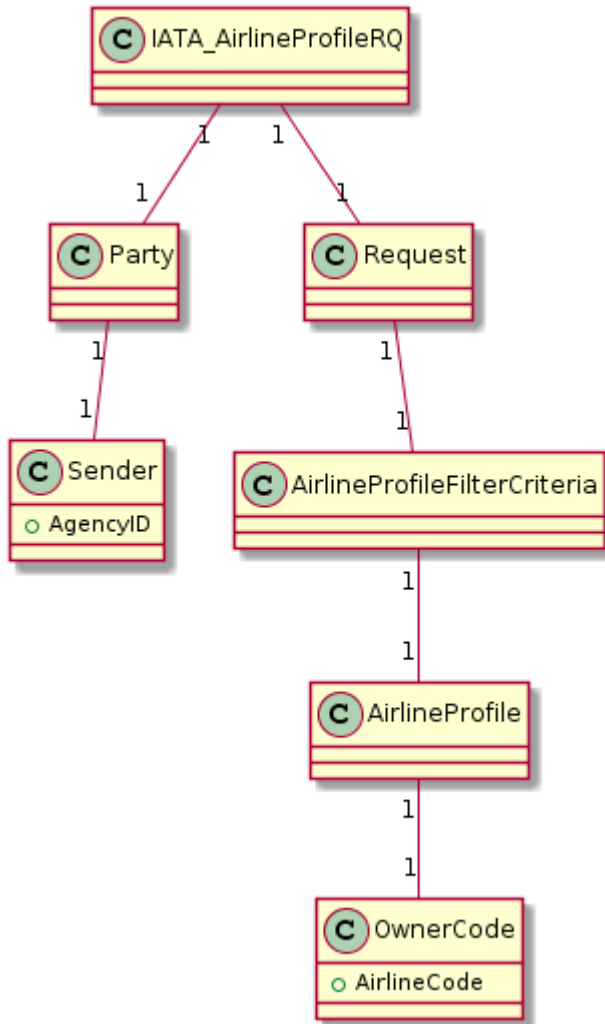 C IATA_AirlineProfileRQ
1 1
1 1
C Party
C Request
1 1
1 1
C Sender
AgencyID
C AirlineProfileFilterCriteria
1
1
C AirlineProfile
1
1
C OwnerCode
AirlineCode